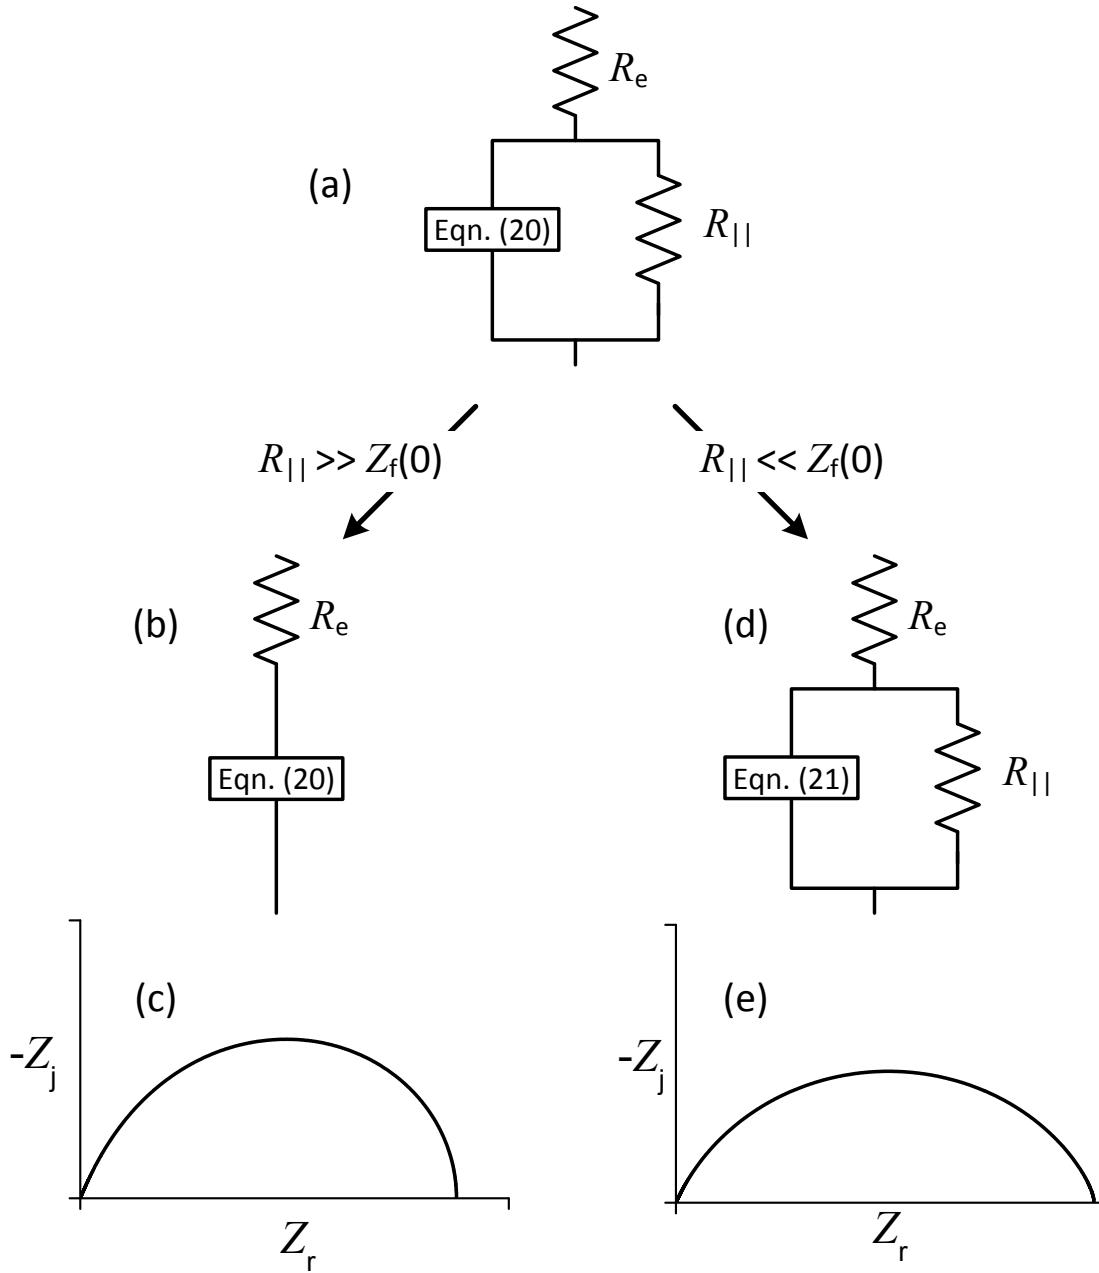 R_e
(a)
Eqn. (20)
R_||
R_|| >> Z_f(0)
R_|| << Z_f(0)
(b)
R_e
(d)
R_e
Eqn. (20)
Eqn. (21)
R_||
(c)
-Z_j
Z_r
(e)
-Z_j
Z_r